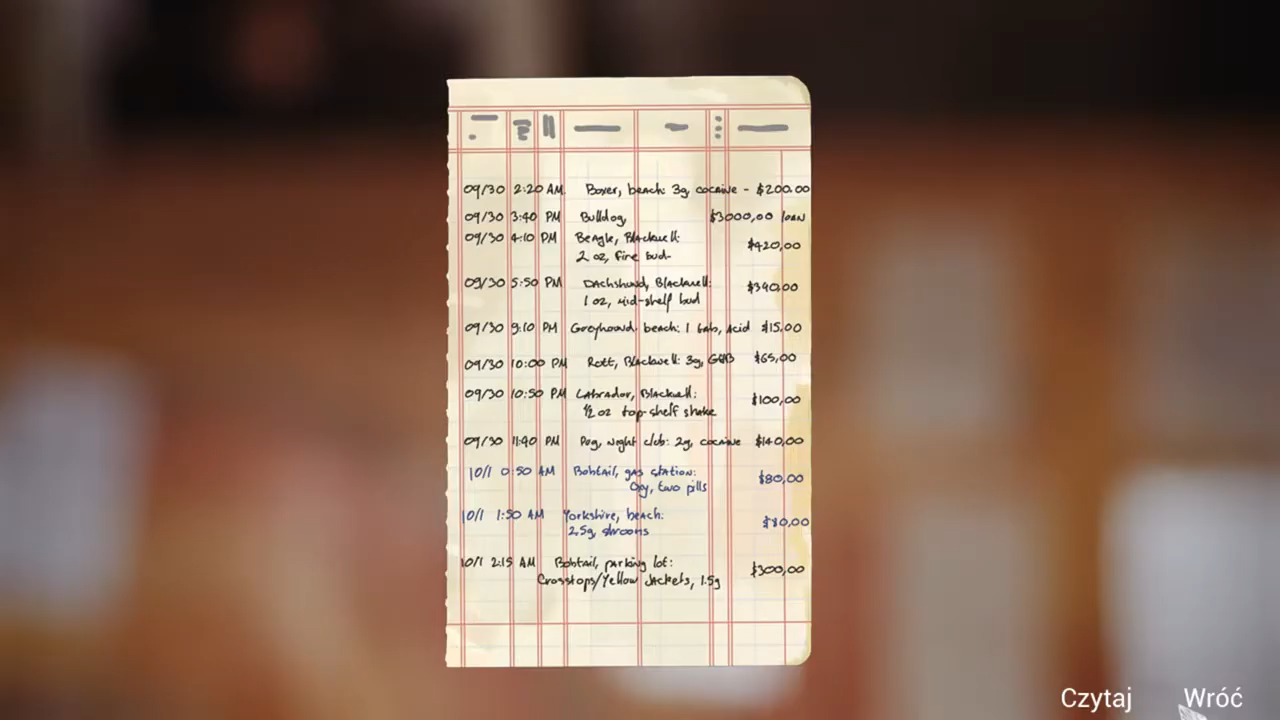 09/30 2:20 AM Boxer, beach: 3g, cocaine - $200.00
09/30 3:40 PM Bulldog, $3000,00 loan
09/30 4:10 PM Beagle, Blackwell:
2 oz, fire bud- $420,00
09/30 5:50 PM Dachshund, Blackwell: $340.00
1 oz, mid-shelf bud
09/30 9:10 PM Greyhound, beach: 1 tab, acid $15.00
09/30 10:00 PM Rott, Blackwell: 3g, GHB $65,00
09/30 10:50 PM Labrador, Blackwell: $100,00
1/2 oz top-shelf shake
09/30 11:40 PM Pug, night club: 2g, cocaine $140,00
10/1 0:50 AM Bobtail, gas station: $80,00
Oxy, two pills
10/1 1:50 AM Yorkshire, beach:
2,5g, shrooms
10/1 2:15 AM Bobtail, parking lot: $300,00
Crosstops/Yellow Jackets, 1.5g
Czytaj Wróć